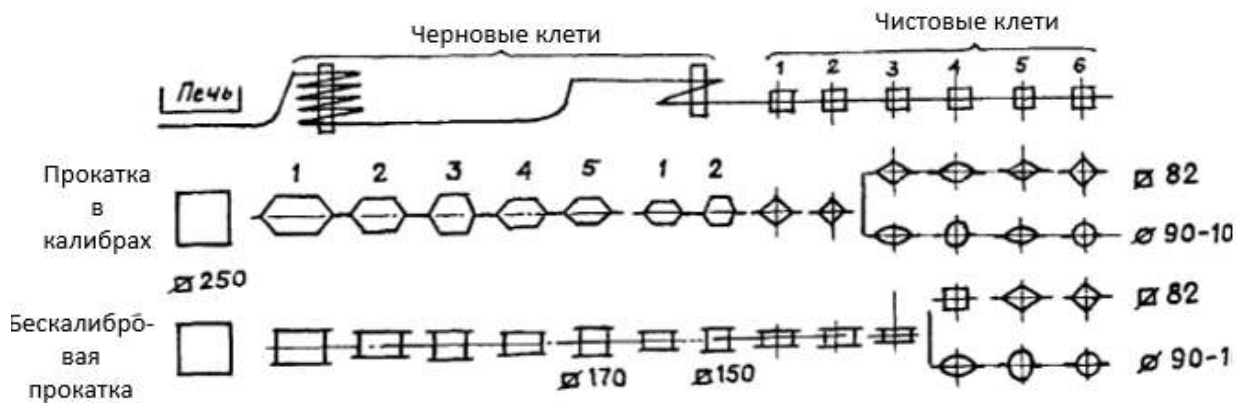 Черновые клети
Чистовые клети
Печь
1 2 3 4 5 6
Прокатка
в
калибрах
1 2 3 4 5 1 2
82
90-10
250
Бескалибро-
вая
прокатка
170
150
82
90-1